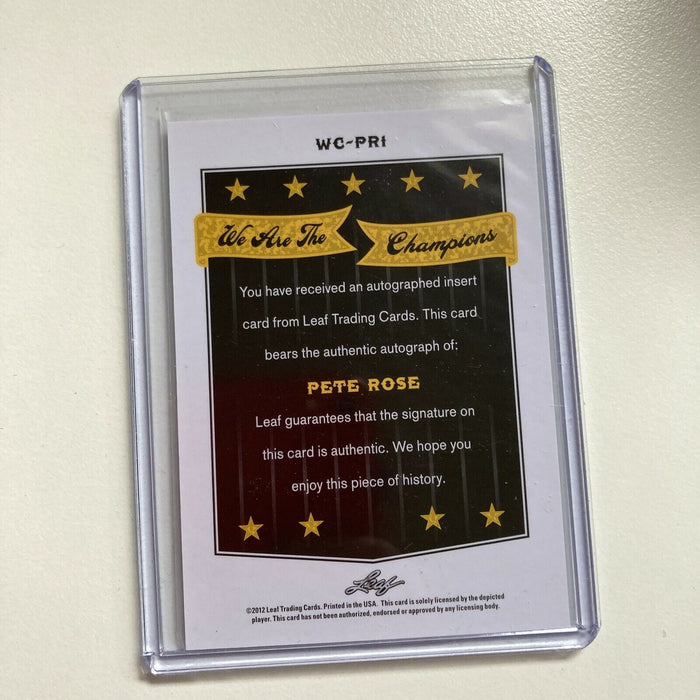 WC-PR1
We Are The Champions
You have received an autographed insert
card from Leaf Trading Cards. This card
bears the authentic autograph of:
PETE ROSE
Leaf guarantees that the signature on
this card is authentic. We hope you
enjoy this piece of history.
Leaf
©2012 Leaf Trading Cards. Printed in the USA. This card is solely licensed by the depicted
player. This card has not been authorized, endorsed or approved by any licensing body.